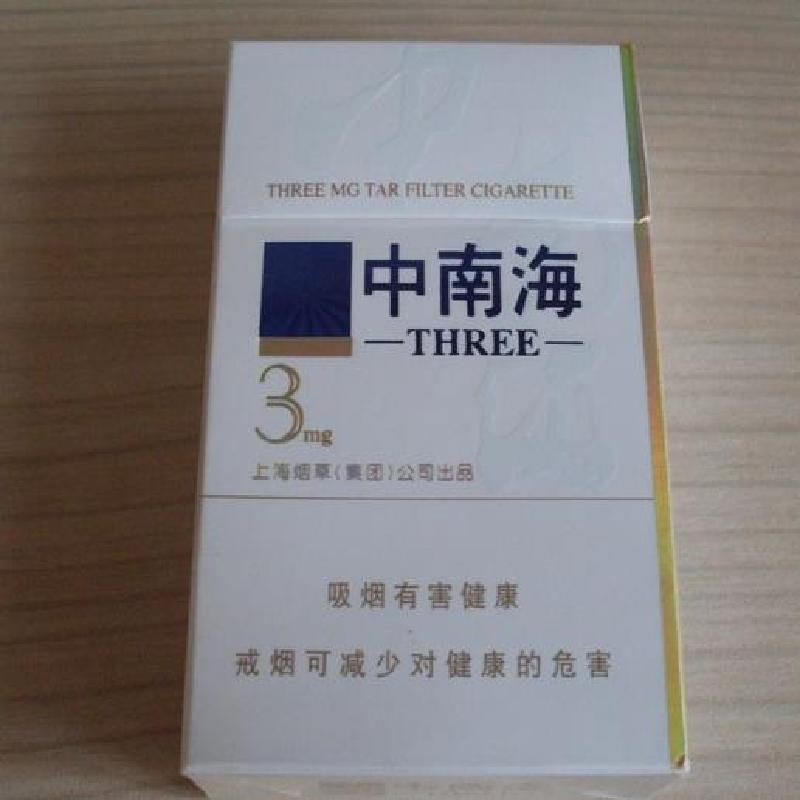 THREE MG TAR FILTER CIGARETTE
中南海
—THREE—
3mg
上海烟草(集团)公司出品
吸烟有害健康
戒烟可减少对健康的危害